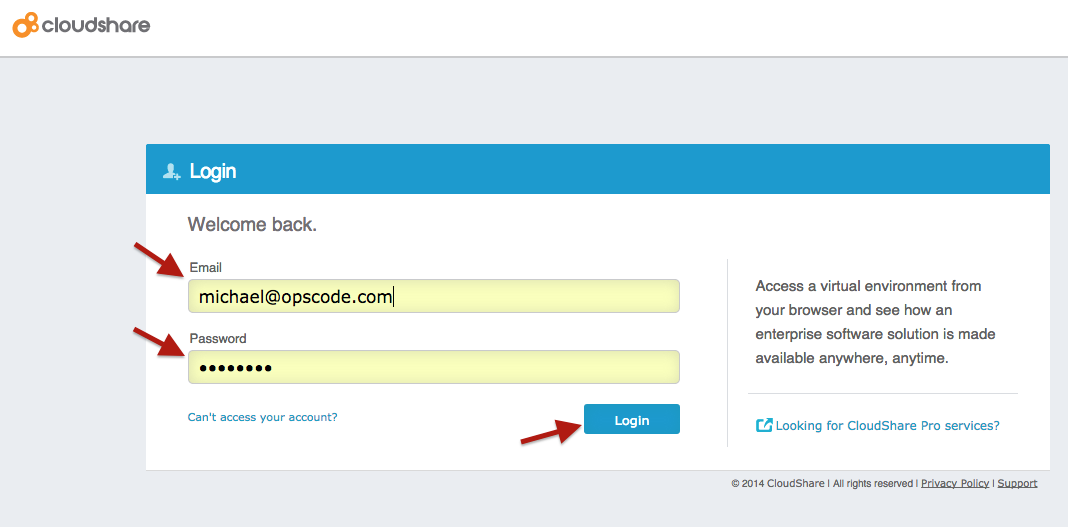 cloudshare
Login
Welcome back.
Email
michael@opscode.com
Password
••••••••
Can't access your account?
Login
Access a virtual environment from
your browser and see how an
enterprise software solution is made
available anywhere, anytime.
Looking for CloudShare Pro services?
© 2014 CloudShare | All rights reserved | Privacy Policy | Support